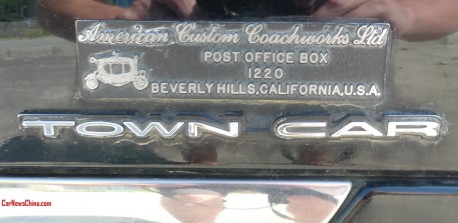 American Custom Coachworks Ltd
POST OFFICE BOX
1220
BEVERLY HILLS, CALIFORNIA, U.S.A.
TOWN CAR
CarNewsChina.com